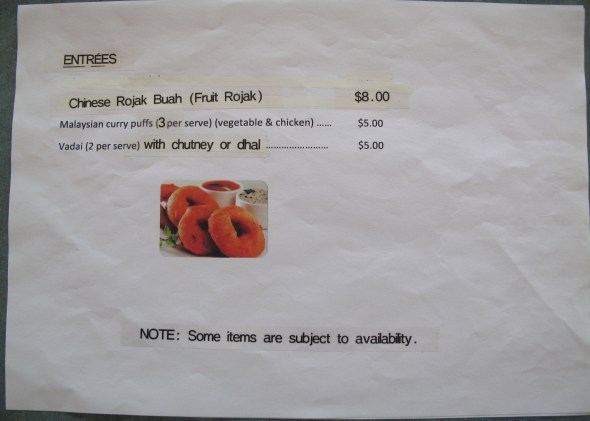 ENTRÉES
Chinese Rojak Buah (Fruit Rojak) $8.00
Malaysian curry puffs (3 per serve) (vegetable & chicken) ...... $5.00
Vadai (2 per serve) with chutney or dhal ........................ $5.00
NOTE: Some items are subject to availability.